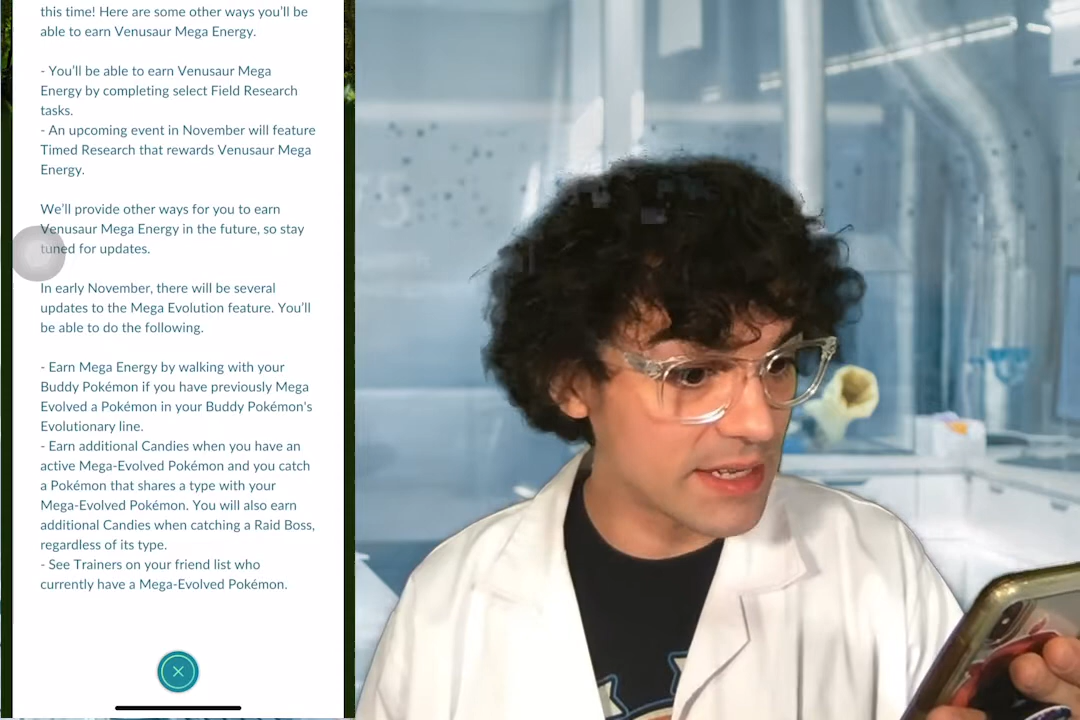 this time! Here are some other ways you'll be
able to earn Venusaur Mega Energy.
- You'll be able to earn Venusaur Mega
Energy by completing select Field Research
tasks.
- An upcoming event in November will feature
Timed Research that rewards Venusaur Mega
Energy.
We'll provide other ways for you to earn
Venusaur Mega Energy in the future, so stay
tuned for updates.
In early November, there will be several
updates to the Mega Evolution feature. You'll
be able to do the following.
- Earn Mega Energy by walking with your
Buddy Pokémon if you have previously Mega
Evolved a Pokémon in your Buddy Pokémon's
Evolutionary line.
- Earn additional Candies when you have an
active Mega-Evolved Pokémon and you catch
a Pokémon that shares a type with your
Mega-Evolved Pokémon. You will also earn
additional Candies when catching a Raid Boss,
regardless of its type.
- See Trainers on your friend list who
currently have a Mega-Evolved Pokémon.